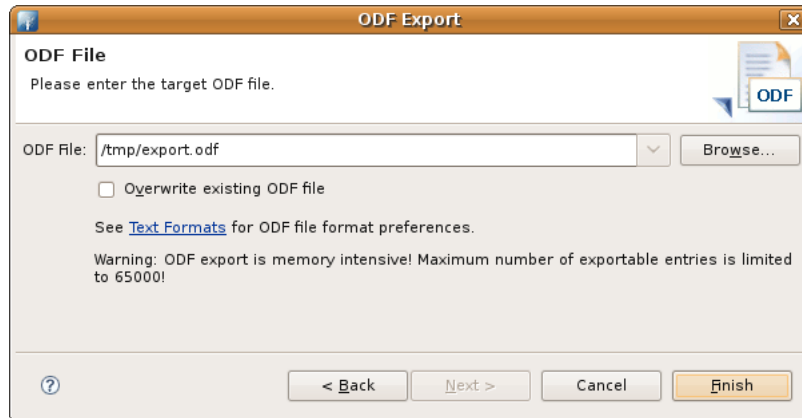 ODF Export
ODF File
Please enter the target ODF file.
ODF
ODF File: /tmp/export.odf Browse...
Overwrite existing ODF file
See Text Formats for ODF file format preferences.
Warning: ODF export is memory intensive! Maximum number of exportable entries is limited
to 65000!
< Back Next > Cancel Finish